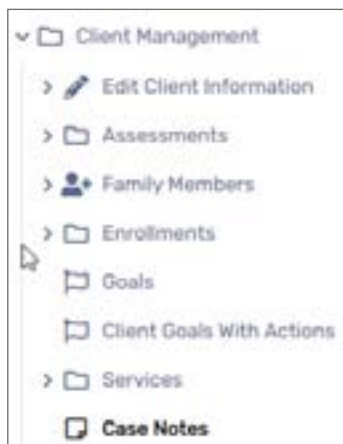 Client Management
Edit Client Information
Assessments
Family Members
Enrollments
Goals
Client Goals With Actions
Services
Case Notes